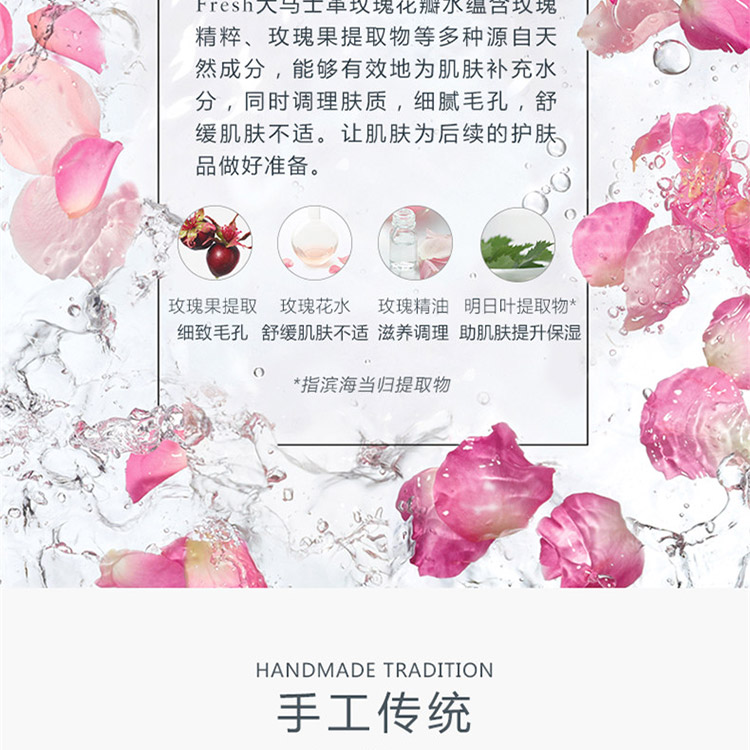 Fresh大马士革玫瑰花瓣水蕴含玫瑰
精粹、玫瑰果提取物等多种源自天
然成分，能够有效地为肌肤补充水
分，同时调理肤质，细腻毛孔，舒
缓肌肤不适。让肌肤为后续的护肤
品做好准备。
玫瑰果提取 玫瑰花水 玫瑰精油 明日叶提取物*
细致毛孔 舒缓肌肤不适 滋养调理 助肌肤提升保湿
*指滨海当归提取物
HANDMADE TRADITION
手工传统